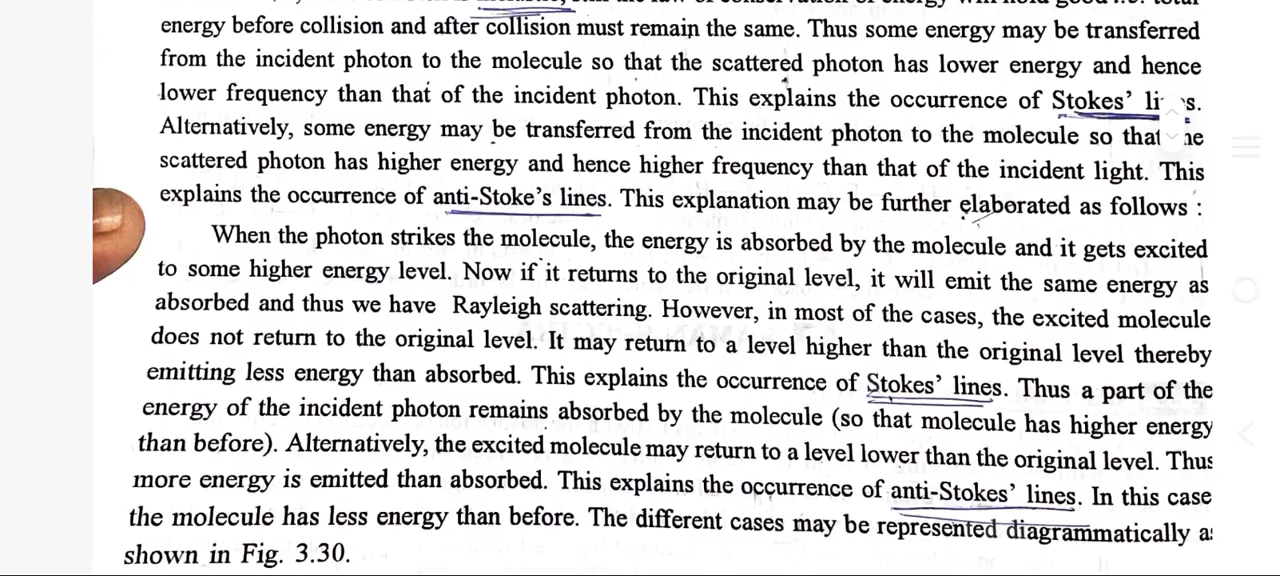 energy before collision and after collision must remain the same. Thus some energy may be transferred
from the incident photon to the molecule so that the scattered photon has lower energy and hence
lower frequency than that of the incident photon. This explains the occurrence of Stokes’
Alternatively, some energy may be transferred from the incident photon to the molecule so that
scattered photon has higher energy and hence higher frequency than that of the incident light. This
explains the occurrence of anti-Stoke’s lines. This explanation may be further elaborated as follows :
When the photon strikes the molecule, the energy is absorbed by the molecule and it gets excited
to some higher energy level. Now if it returns to the original level, it will emit the same energy as
absorbed and thus we have Rayleigh scattering. However, in most of the cases, the excited molecule
does not return to the original level. It may return to a level higher than the original level thereby
emitting less energy than absorbed. This explains the occurrence of Stokes’ lines. Thus a part of the
energy of the incident photon remains absorbed by the molecule (so that molecule has higher energy
than before). Alternatively, the excited molecule may return to a level lower than the original level. Thus
more energy is emitted than absorbed. This explains the occurrence of anti-Stokes’ lines. In this case
the molecule has less energy than before. The different cases may be represented diagrammatically as
shown in Fig. 3.30.